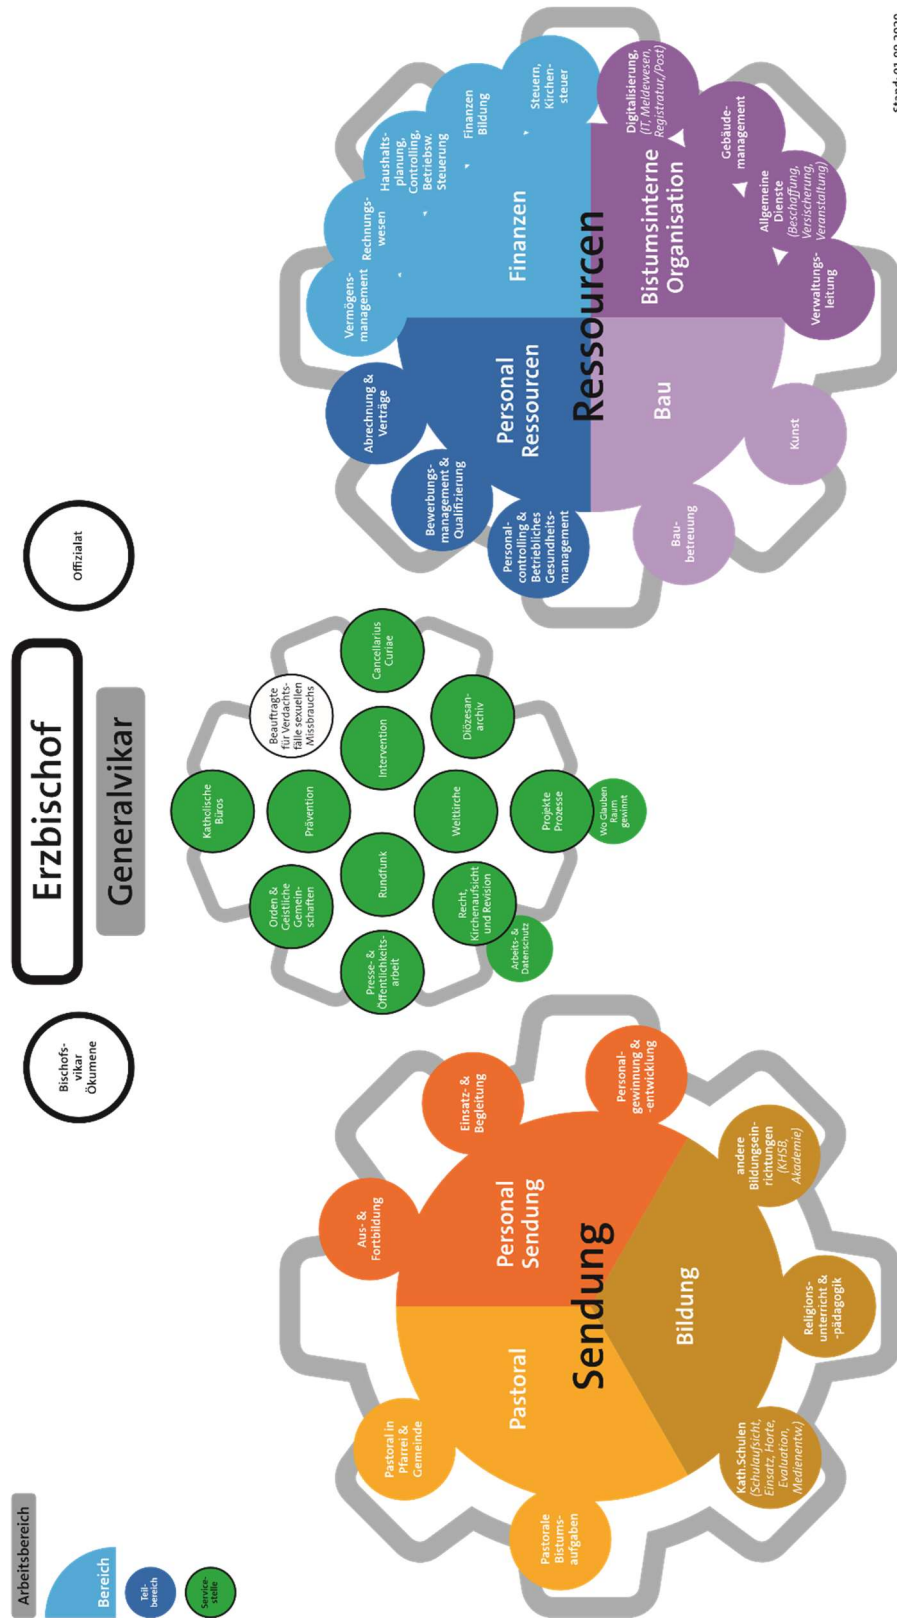 Arbeitsbereich
Bereich
Teil-
bereich
Service-
stelle
Bischofs-
vikar
Ökumene
Erzbischof
Generalvikar
Offizialat
Sendung
Pastoral
Pastoral in
Pfarrei &
Gemeinde
Pastorale
Bistums-
aufgaben
Personal
Sendung
Aus- &
Fortbildung
Einsatz- &
Begleitung
Personal-
gewinnung &
-entwicklung
Bildung
Kath.Schulen
(Schulaufsicht,
Einsatz, Horte,
Evaluation,
Medienentw.)
Religions-
unterricht &
-pädagogik
andere
Bildungsein-
richtungen
(KHSB,
Akademie)
Katholische
Büros
Orden &
Geistliche
Gemein-
schaften
Prävention
Beauftragte
für Verdachts-
fälle sexuellen
Missbrauchs
Presse- &
Öffentlichkeits-
arbeit
Rundfunk
Intervention
Cancellarius
Curiae
Recht,
Kirchenaufsicht
und Revision
Weltkirche
Diözesan-
archiv
Arbeits- &
Datenschutz
Projekte
Prozesse
Wo Glauben
Raum
gewinnt
Ressourcen
Personal
Ressourcen
Personal-
controlling &
Betriebliches
Gesundheits-
management
Bewerbungs-
management &
Qualifizierung
Abrechnung &
Verträge
Finanzen
Vermögens-
management
Rechnungs-
wesen
Haushalts-
planung,
Controlling,
Betriebsw.
Steuerung
Finanzen
Bildung
Steuern,
Kirchen-
steuer
Bau
Bau-
betreuung
Kunst
Bistumsinterne
Organisation
Digitalisierung,
(IT, Meldewesen,
Registratur,/Post)
Gebäude-
management
Allgemeine
Dienste
(Beschaffung,
Versischerung,
Veranstaltung)
Verwaltungs-
leitung